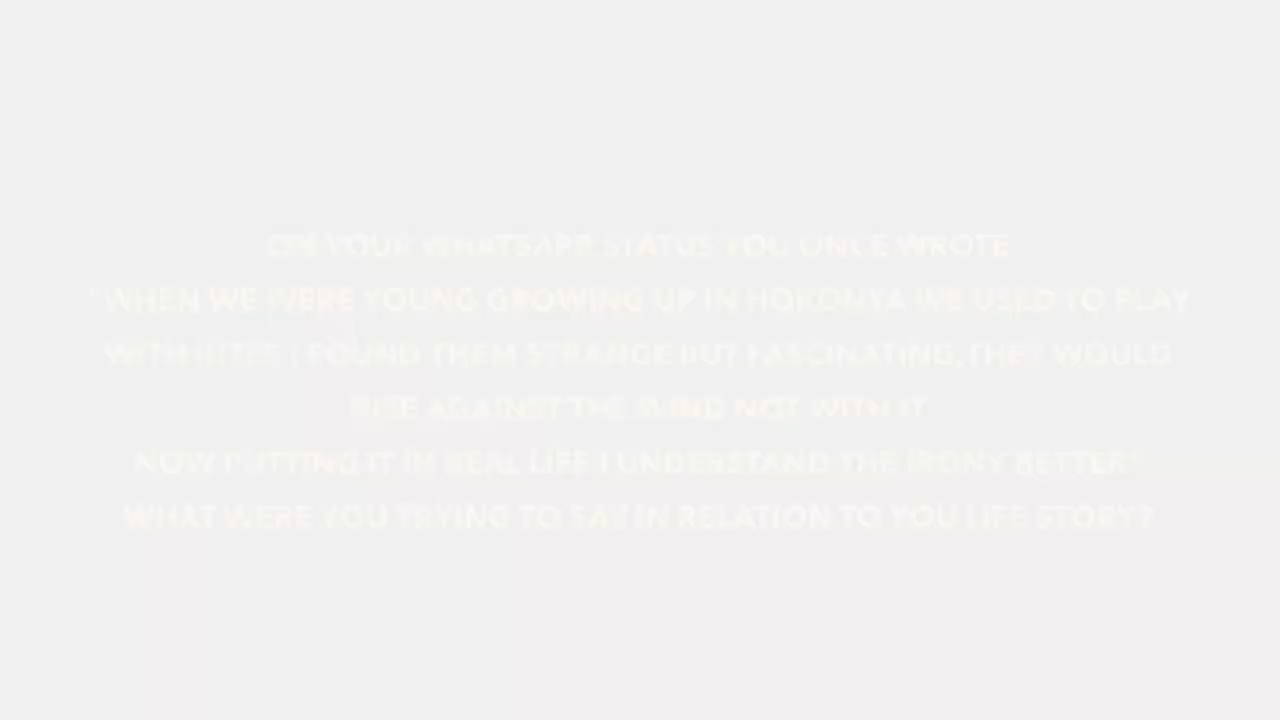 ON YOUR WHATSAPP STATUS YOU ONCE WROTE
"WHEN WE WERE YOUNG GROWING UP IN HOKONYA WE USED TO PLAY
WITH KITES I FOUND THEM STRANGE BUT FASCINATING,THEY WOULD
RISE AGAINST THE WIND NOT WITH IT
NOW PUTTING IT IN REAL LIFE I UNDERSTAND THE IRONY BETTER"
WHAT WERE YOU TRYING TO SAY IN RELATION TO YOU LIFE STORY?